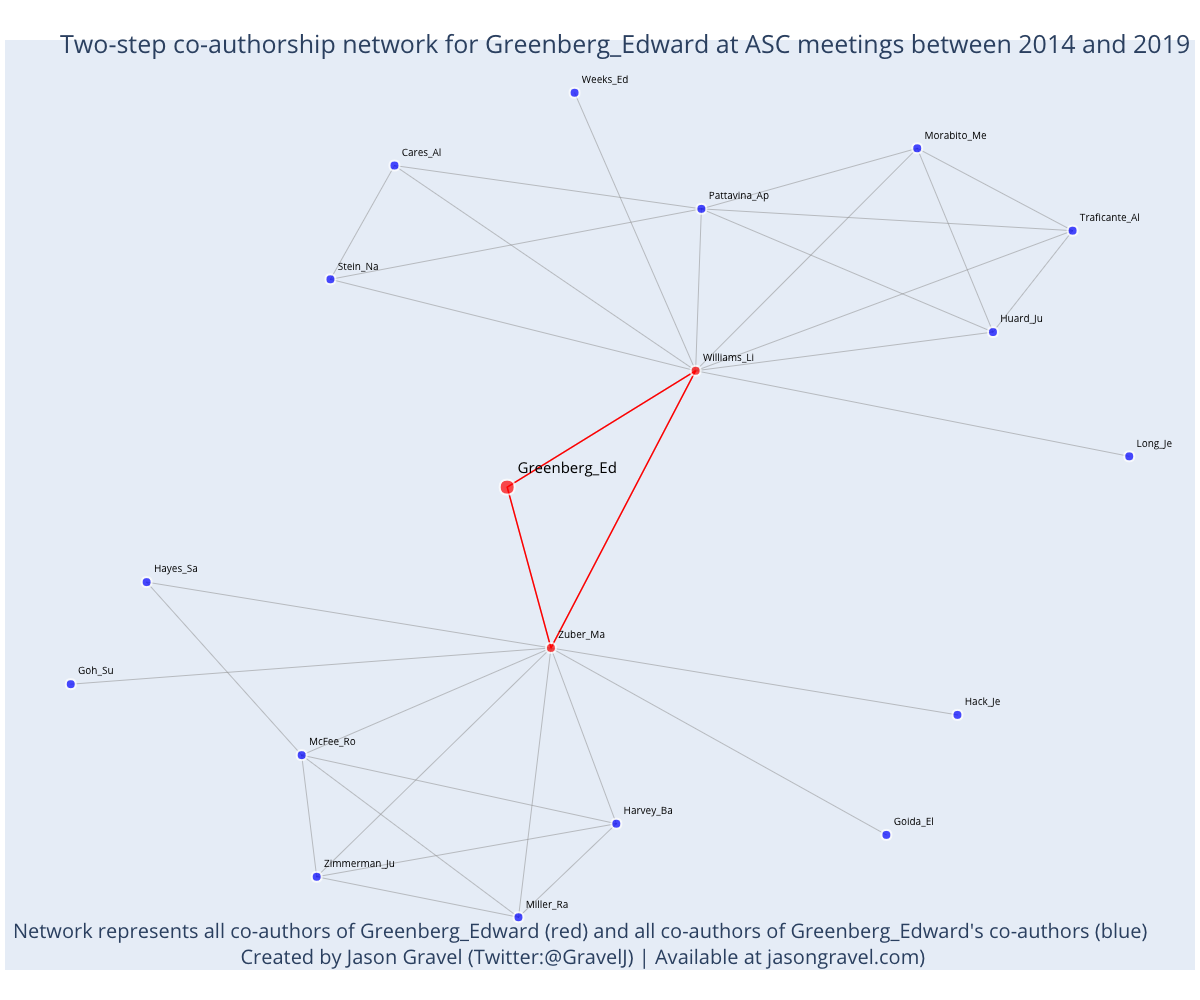 Two-step co-authorship network for Greenberg_Edward at ASC meetings between 2014 and 2019
Weeks_Ed
Morabito_Me
Cares_Al
Pattavina_Ap
Traficante_Al
Stein_Na
Huard_Ju
Williams_Li
Long_Je
Greenberg_Ed
Hayes_Sa
Zuber_Ma
Goh_Su
Hack_Je
McFee_Ro
Harvey_Ba
Goida_El
Zimmerman_Ju
Miller_Ra
Network represents all co-authors of Greenberg_Edward (red) and all co-authors of Greenberg_Edward's co-authors (blue)
Created by Jason Gravel (Twitter:@GravelJ) | Available at jasongravel.com)